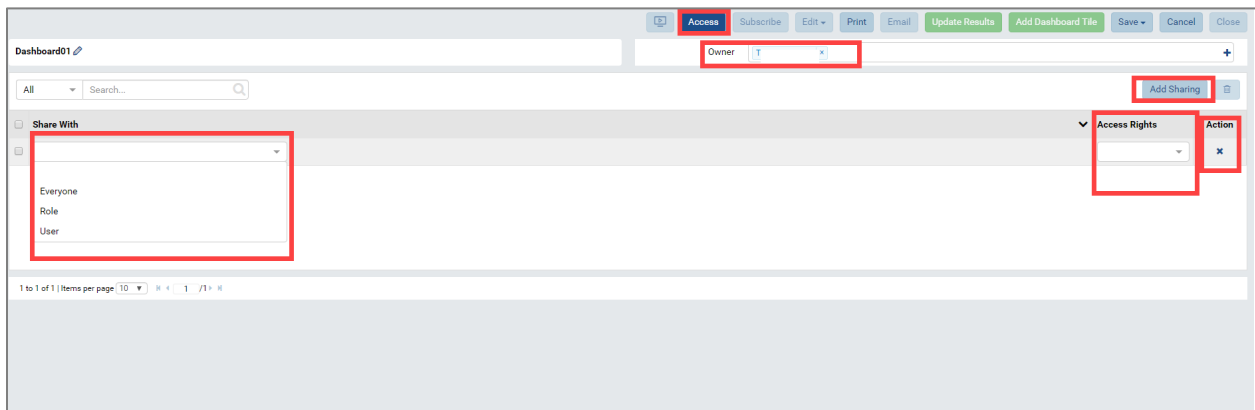 Access Subscribe Edit Print Email Update Results Add Dashboard Tile Save Cancel Close
Dashboard01
Owner T × +
All Search... Add Sharing
Share With Access Rights Action
Everyone
Role
User
1 to 1 of 1 | Items per page 10 1 /1